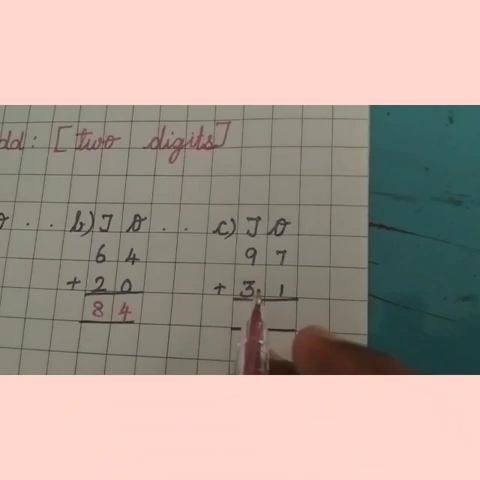 dd: [two digits]
b) T O . . c) T O
6 4 9 7
+ 2 0 + 3 1
8 4